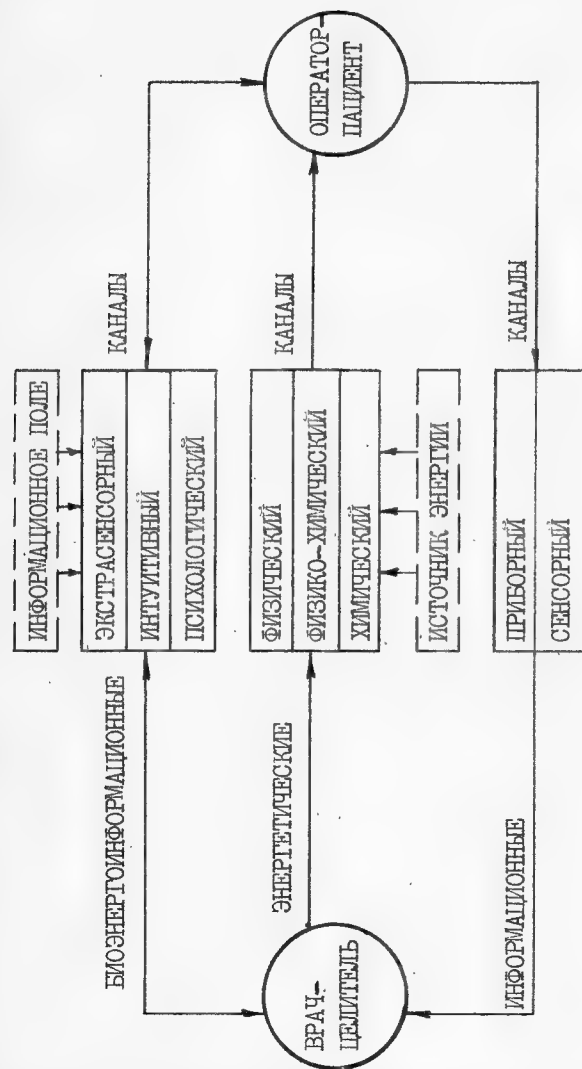 ИНФОРМАЦИОННОЕ ПОЛЕ
БИОЭНЕРГОИНФОРМАЦИОННЫЕ
ЭКСТРАСЕНСОРНЫЙ
КАНАЛЫ
ИНТУИТИВНЫЙ
ПСИХОЛОГИЧЕСКИЙ
ВРАЧ-
ЦЕЛИТЕЛЬ
ЭНЕРГЕТИЧЕСКИЕ
ФИЗИЧЕСКИЙ
ФИЗИКО-ХИМИЧЕСКИЙ
ХИМИЧЕСКИЙ
КАНАЛЫ
ОПЕРАТОР-
ПАЦИЕНТ
ИСТОЧНИК ЭНЕРГИИ
ИНФОРМАЦИОННЫЕ
ПРИБОРНЫЙ
СЕНСОРНЫЙ
КАНАЛЫ